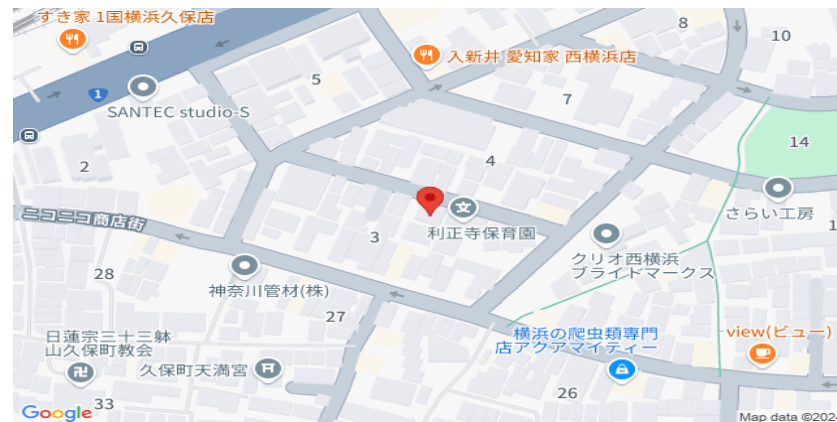 すき家 1国横浜久保店
8
10
入新井 愛知家 西横浜店
5
1
7
SANTEC studio-S
14
2
4
ニコニコ商店街
利正寺保育園
さらい工房
1
3
28
クリオ西横浜
ブライトマークス
神奈川管材(株)
27
日蓮宗三十三躰
山久保町教会
横浜の爬虫類専門
店アクアマイティー
view(ビュー)
久保町天満宮
26
33
Google
Map data ©2024